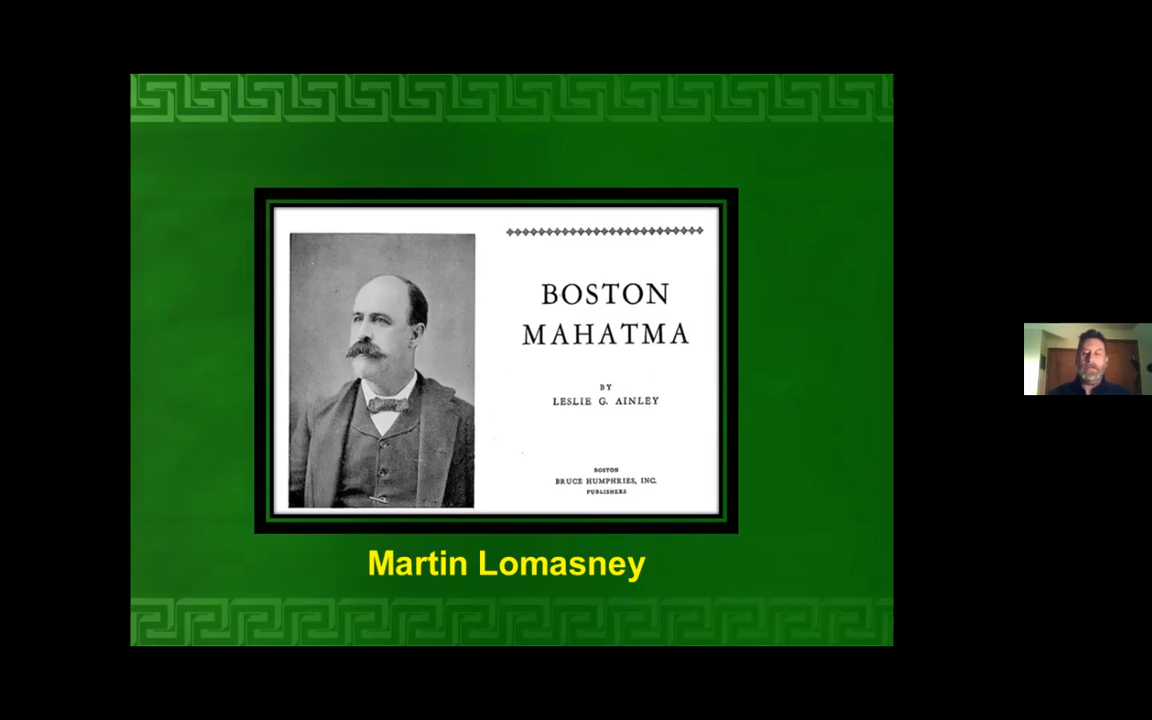 BOSTON
MAHATMA
BY
LESLIE G. AINLEY
BOSTON
BRUCE HUMPHRIES, INC.
PUBLISHERS
Martin Lomasney